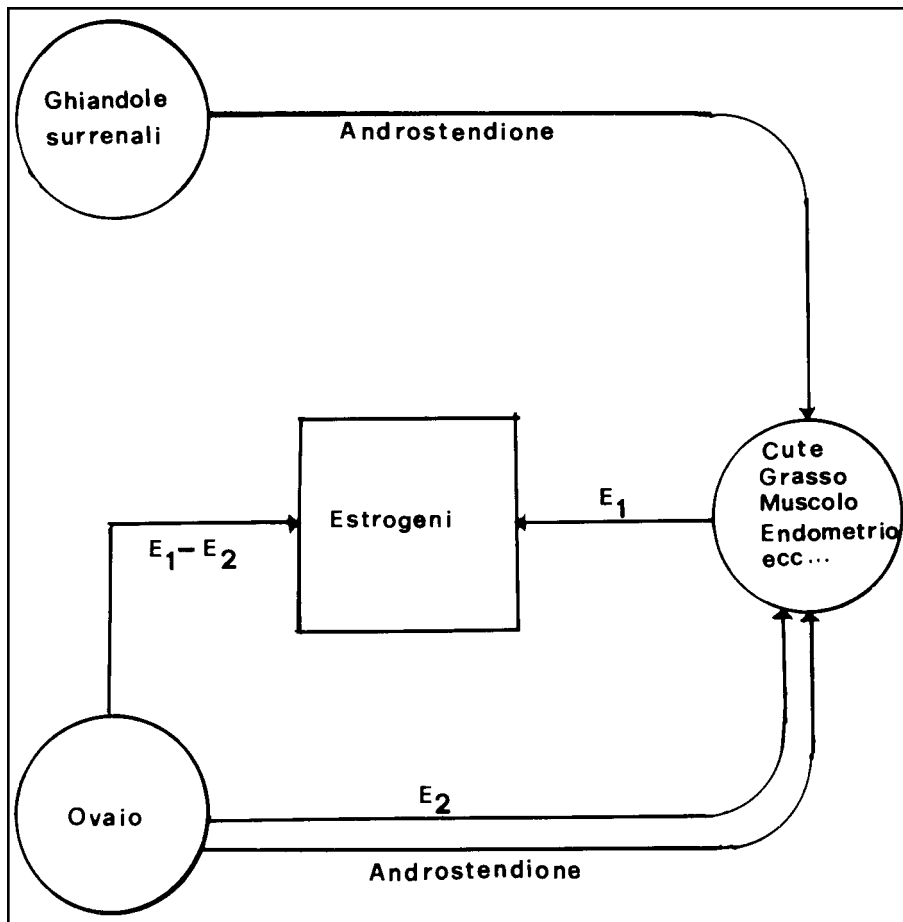 Ghiandole
surrenali
Androstendione
Cute
Grasso
Muscolo
Endometrio
ecc...
Estrogeni
E₁
E₁-E₂
Ovaio
E₂
Androstendione